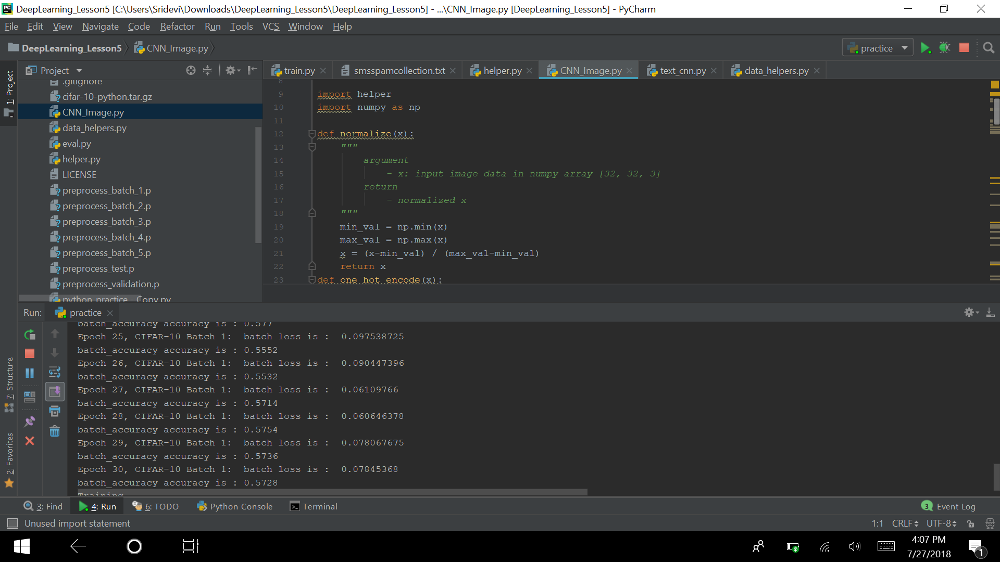 PC DeepLearning_Lesson5 [C:\Users\Sridevi\Downloads\DeepLearning_Lesson5\DeepLearning_Lesson5] - ...\CNN_Image.py [DeepLearning_Lesson5] - PyCharm
File Edit View Navigate Code Refactor Run Tools VCS Window Help
DeepLearning_Lesson5 CNN_Image.py practice
1: Project
Project
train.py smsspamcollection.txt helper.py CNN_Image.py text_cnn.py data_helpers.py
.gitignore
cifar-10-python.tar.gz
CNN_Image.py
data_helpers.py
eval.py
helper.py
LICENSE
preprocess_batch_1.p
preprocess_batch_2.p
preprocess_batch_3.p
preprocess_batch_4.p
preprocess_batch_5.p
preprocess_test.p
preprocess_validation.p
python_practice - Copy.py
8
9 import helper
10 import numpy as np
11
12 def normalize(x):
13 """
14 argument
15 - x: input image data in numpy array [32, 32, 3]
16 return
17 - normalized x
18 """
19 min_val = np.min(x)
20 max_val = np.max(x)
21 x = (x-min_val) / (max_val-min_val)
22 return x
23 def one_hot_encode(x):
Run: practice
batch_accuracy accuracy is : 0.577
Epoch 25, CIFAR-10 Batch 1: batch loss is : 0.097538725
batch_accuracy accuracy is : 0.5552
Epoch 26, CIFAR-10 Batch 1: batch loss is : 0.090447396
batch_accuracy accuracy is : 0.5532
Epoch 27, CIFAR-10 Batch 1: batch loss is : 0.06109766
batch_accuracy accuracy is : 0.5714
Epoch 28, CIFAR-10 Batch 1: batch loss is : 0.060646378
batch_accuracy accuracy is : 0.5754
Epoch 29, CIFAR-10 Batch 1: batch loss is : 0.078067675
batch_accuracy accuracy is : 0.5736
Epoch 30, CIFAR-10 Batch 1: batch loss is : 0.07845368
batch_accuracy accuracy is : 0.5728
Training
7: Structure
2: Favorites
3: Find 4: Run 6: TODO Python Console Terminal 3 Event Log
Unused import statement 1:1 CRLF UTF-8
4:07 PM
7/27/2018
1